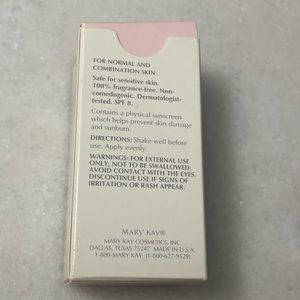 FOR NORMAL AND
COMBINATION SKIN
Safe for sensitive skin.
100% fragrance-free. Non-
comedogenic. Dermatologist-
tested. SPF 8.
Contains a physical sunscreen
which helps prevent skin damage
and sunburn.
DIRECTIONS: Shake well before
use. Apply evenly.
WARNINGS: FOR EXTERNAL USE
ONLY, NOT TO BE SWALLOWED.
AVOID CONTACT WITH THE EYES.
DISCONTINUE USE IF SIGNS OF
IRRITATION OR RASH APPEAR.
MARY KAY®
MARY KAY COSMETICS, INC.
DALLAS, TEXAS 75247 MADE IN U.S.A.
1-800-MARY KAY (1-800-627-9529)